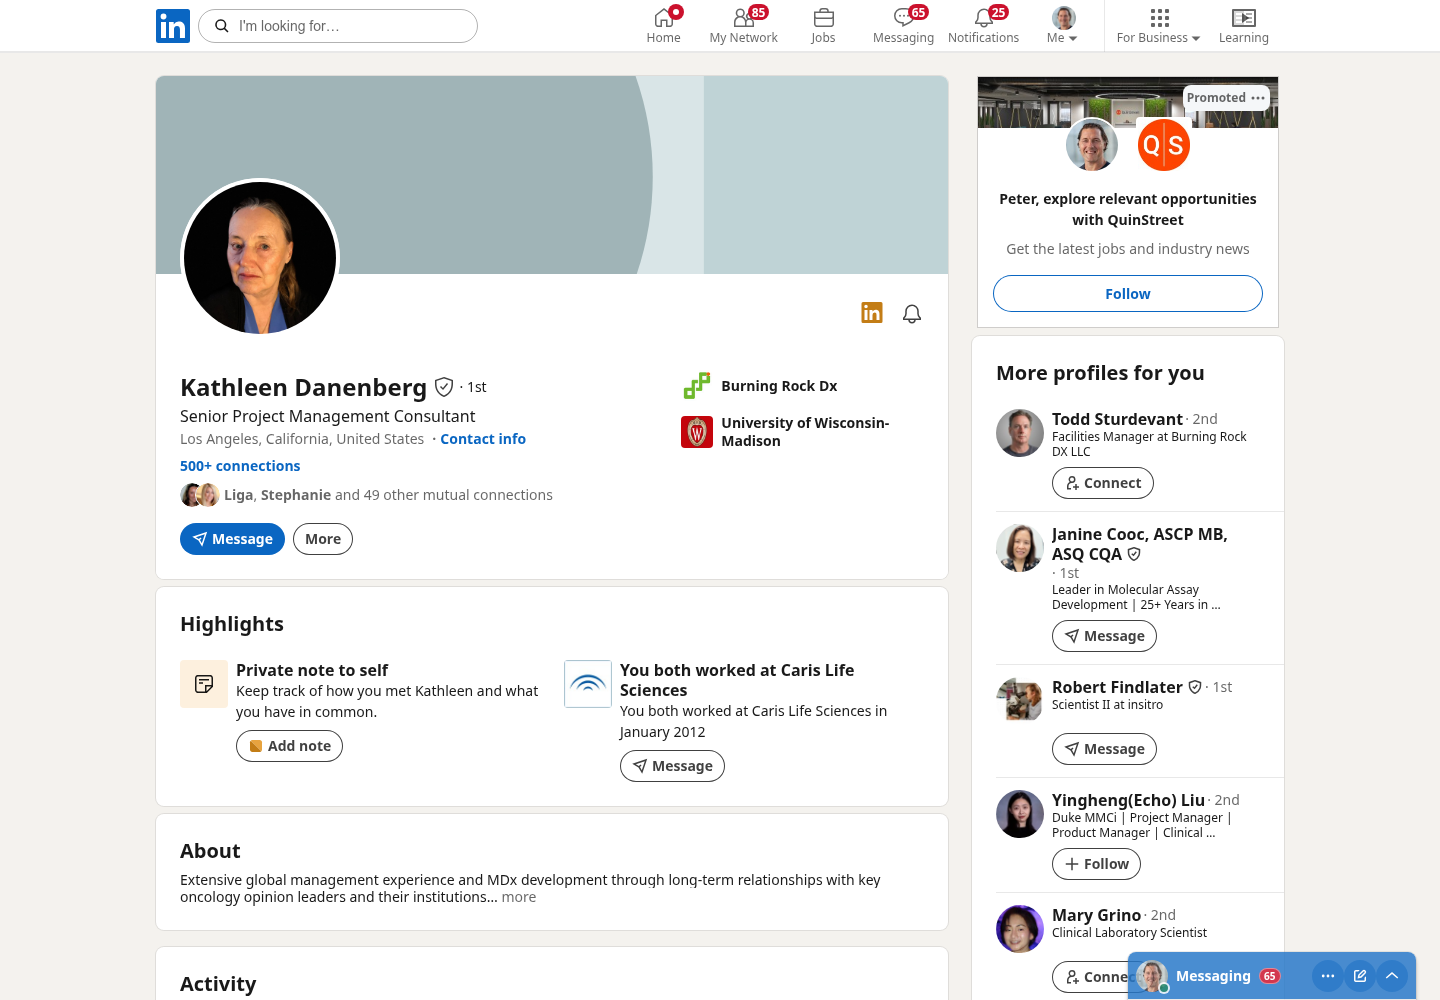 I'm looking for…
Home
85
My Network
Jobs
65
Messaging
25
Notifications
Me
For Business
Learning
Kathleen Danenberg · 1st
Senior Project Management Consultant
Los Angeles, California, United States · Contact info
500+ connections
Liga, Stephanie and 49 other mutual connections
Message
More
Burning Rock Dx
University of Wisconsin-
Madison
Highlights
Private note to self
Keep track of how you met Kathleen and what
you have in common.
Add note
You both worked at Caris Life
Sciences
You both worked at Caris Life Sciences in
January 2012
Message
About
Extensive global management experience and MDx development through long-term relationships with key
oncology opinion leaders and their institutions… more
Activity
Promoted
Q S
Peter, explore relevant opportunities
with QuinStreet
Get the latest jobs and industry news
Follow
More profiles for you
Todd Sturdevant · 2nd
Facilities Manager at Burning Rock
DX LLC
Connect
Janine Cooc, ASCP MB,
ASQ CQA
· 1st
Leader in Molecular Assay
Development | 25+ Years in …
Message
Robert Findlater · 1st
Scientist II at insitro
Message
Yingheng(Echo) Liu · 2nd
Duke MMCi | Project Manager |
Product Manager | Clinical …
Follow
Mary Grino · 2nd
Clinical Laboratory Scientist
Connec
Messaging 65